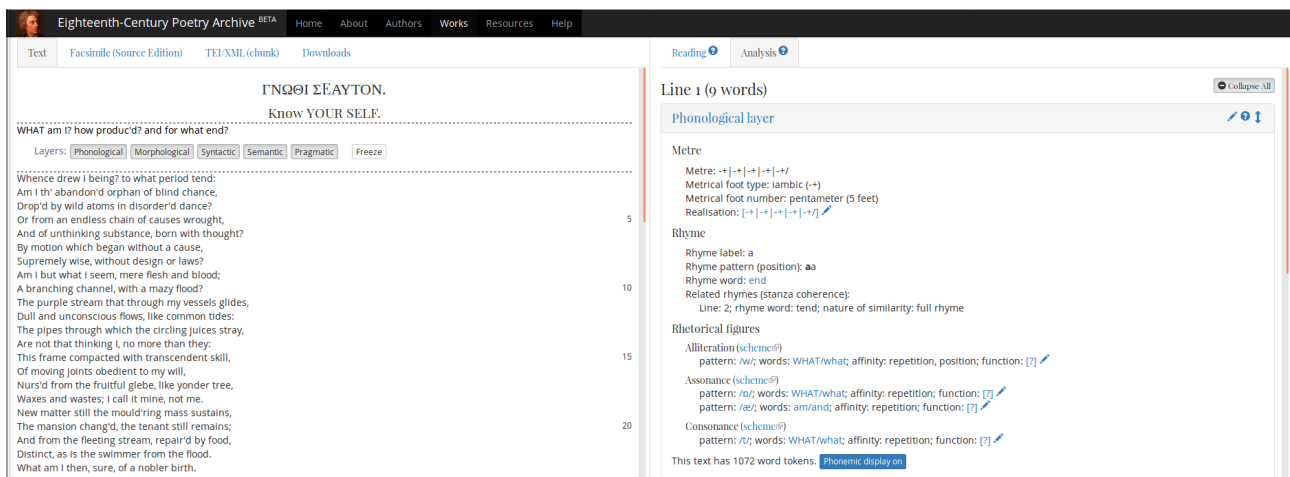 Eighteenth-Century Poetry Archive BETA Home About Authors Works Resources Help
Text Facsimile (Source Edition) TEI/XML (chunk) Downloads
ΓΝΩΘΙ ΣΕΑΥΤΟΝ.
Know YOUR SELF.
WHAT am I? how produc'd? and for what end?
Layers: Phonological Morphological Syntactic Semantic Pragmatic Freeze
Whence drew I being? to what period tend:
Am I th' abandon'd orphan of blind chance,
Drop'd by wild atoms in disorder'd dance?
Or from an endless chain of causes wrought, 5
And of unthinking substance, born with thought?
By motion which began without a cause,
Supremely wise, without design or laws?
Am I but what I seem, mere flesh and blood;
A branching channel, with a mazy flood? 10
The purple stream that through my vessels glides,
Dull and unconscious flows, like common tides:
The pipes through which the circling juices stray,
Are not that thinking I, no more than they:
This frame compacted with transcendent skill, 15
Of moving joints obedient to my will,
Nurs'd from the fruitful glebe, like yonder tree,
Waxes and wastes; I call it mine, not me.
New matter still the mould'ring mass sustains,
The mansion chang'd, the tenant still remains; 20
And from the fleeting stream, repair'd by food,
Distinct, as is the swimmer from the flood.
What am I then, sure, of a nobler birth.
Reading Analysis
Line 1 (9 words) Collapse All
Phonological layer
Metre
Metre: -+|-+|-+|-+|-+/
Metrical foot type: iambic (-+)
Metrical foot number: pentameter (5 feet)
Realisation: [-+|-+|-+|-+|-+/]
Rhyme
Rhyme label: a
Rhyme pattern (position): aa
Rhyme word: end
Related rhymes (stanza coherence):
Line: 2; rhyme word: tend; nature of similarity: full rhyme
Rhetorical figures
Alliteration (scheme)
pattern: /w/; words: WHAT/what; affinity: repetition, position; function: [?]
Assonance (scheme)
pattern: /ɒ/; words: WHAT/what; affinity: repetition; function: [?]
pattern: /æ/; words: am/and; affinity: repetition; function: [?]
Consonance (scheme)
pattern: /t/; words: WHAT/what; affinity: repetition; function: [?]
This text has 1072 word tokens. Phonemic display on